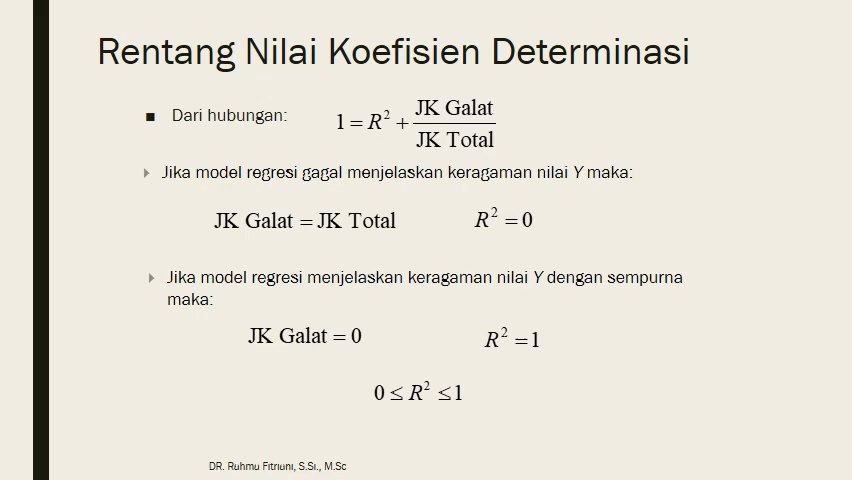 Rentang Nilai Koefisien Determinasi
■ Dari hubungan: 1 = R² + JK Galat / JK Total
Jika model regresi gagal menjelaskan keragaman nilai Y maka:
JK Galat = JK Total R² = 0
Jika model regresi menjelaskan keragaman nilai Y dengan sempurna
maka:
JK Galat = 0 R² = 1
0 ≤ R² ≤ 1
DR. Rahma Fitriani, S.Si., M.Sc